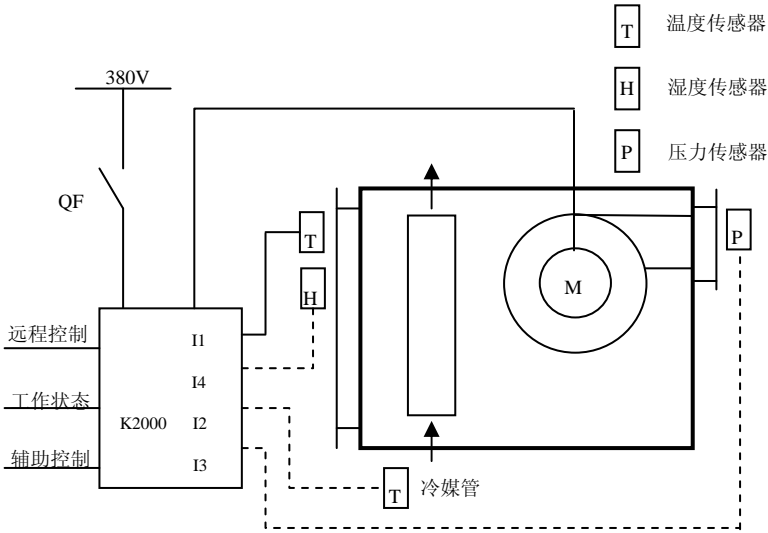 T 温度传感器
H 湿度传感器
P 压力传感器
380V
QF
T
H
P
M
远程控制
工作状态
辅助控制
K2000
I1
I4
I2
I3
T 冷媒管